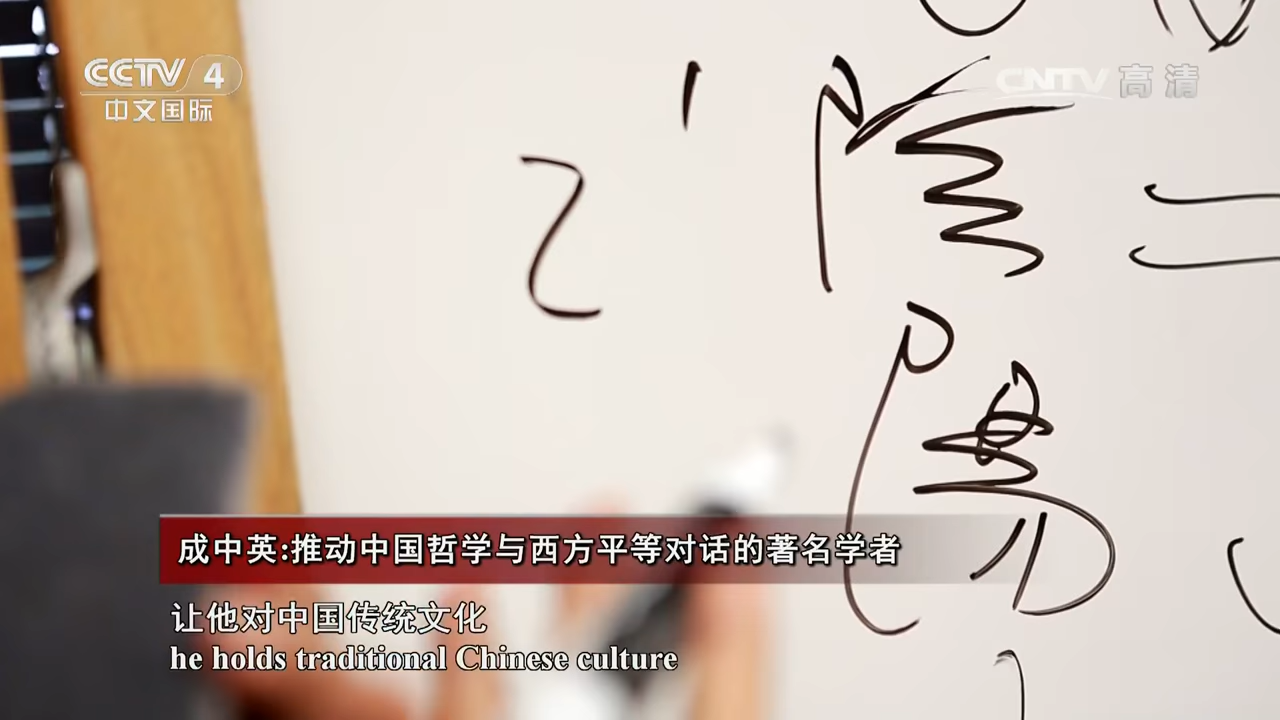 CCTV 4
中文国际
CNTV 高清
陰
陽
成中英:推动中国哲学与西方平等对话的著名学者
让他对中国传统文化
he holds traditional Chinese culture